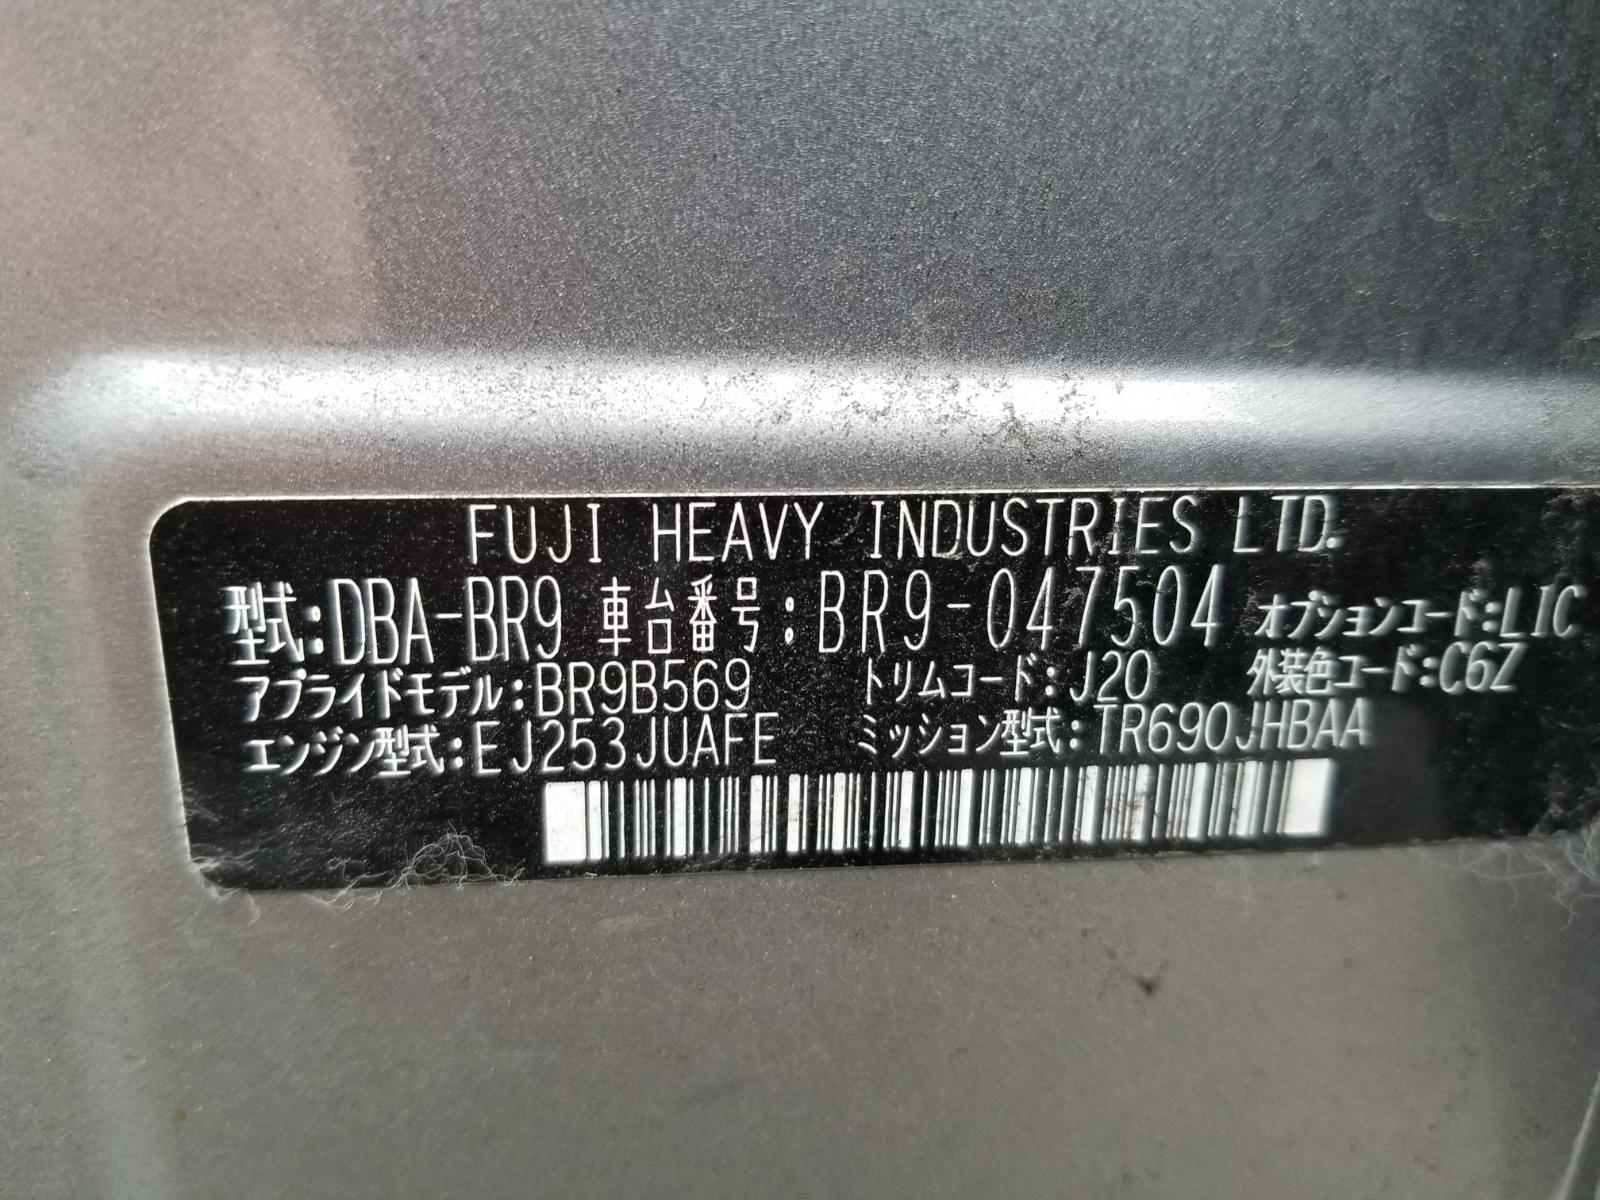 FUJI HEAVY INDUSTRIES LTD.
型式:DBA-BR9 車台番号:BR9-047504 オプションコード:LIC
アプライドモデル:BR9B569 トリムコード:J20 外装色コード:C6Z
エンジン型式:EJ253JUAFE ミッション型式:TR690JHBAA